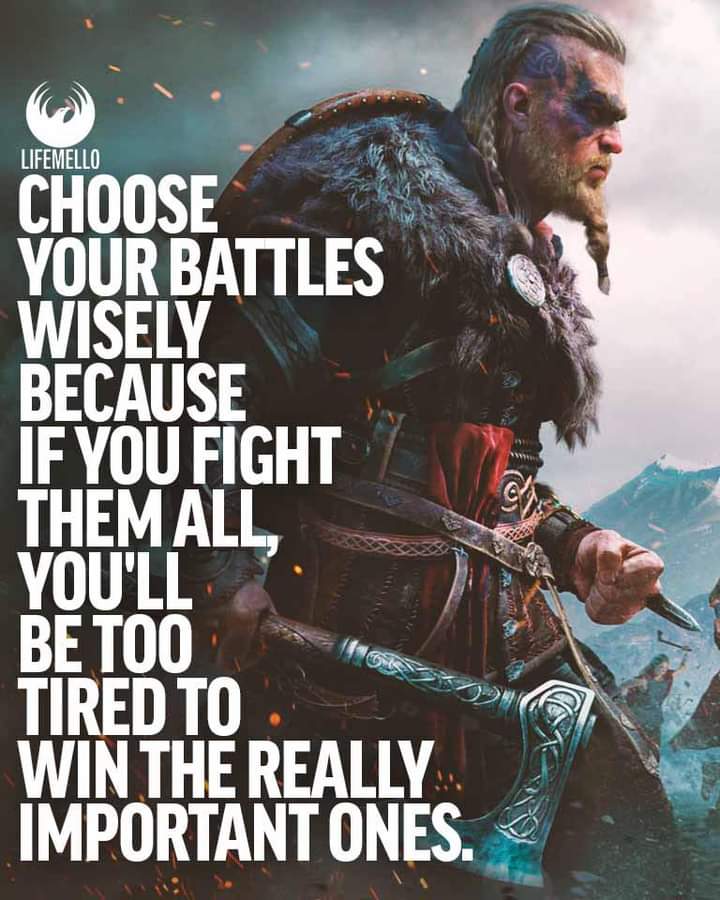 LIFEMELLO
CHOOSE
YOUR BATTLES
WISELY
BECAUSE
IF YOU FIGHT
THEM ALL,
YOU'LL
BE TOO
TIRED TO
WIN THE REALLY
IMPORTANT ONES.